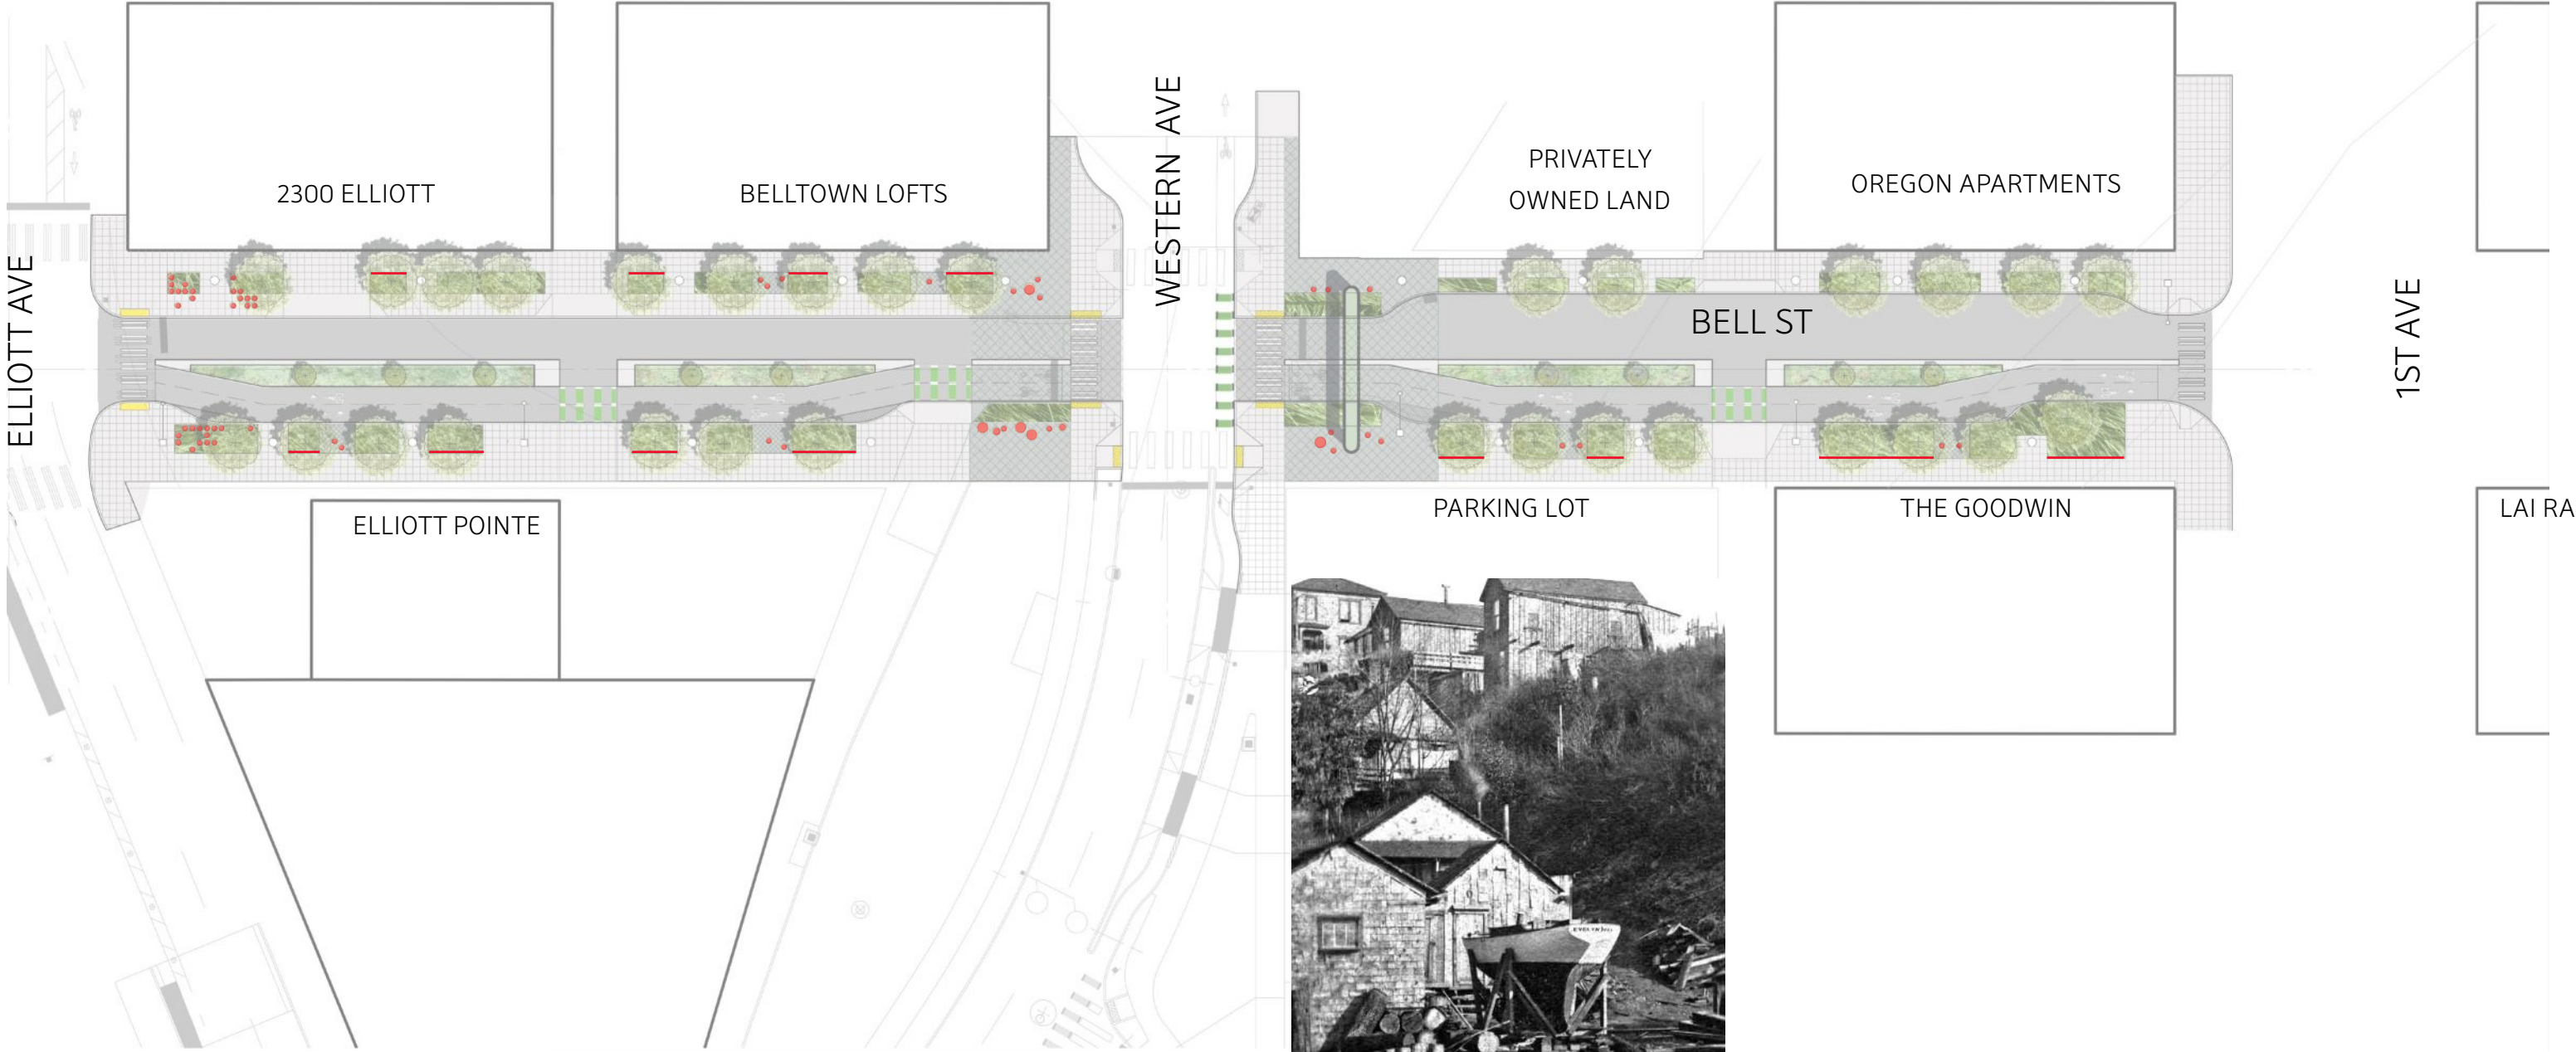 ELLIOTT AVE
2300 ELLIOTT
BELLTOWN LOFTS
WESTERN AVE
PRIVATELY
OWNED LAND
OREGON APARTMENTS
BELL ST
1ST AVE
ELLIOTT POINTE
PARKING LOT
THE GOODWIN
LAI RA